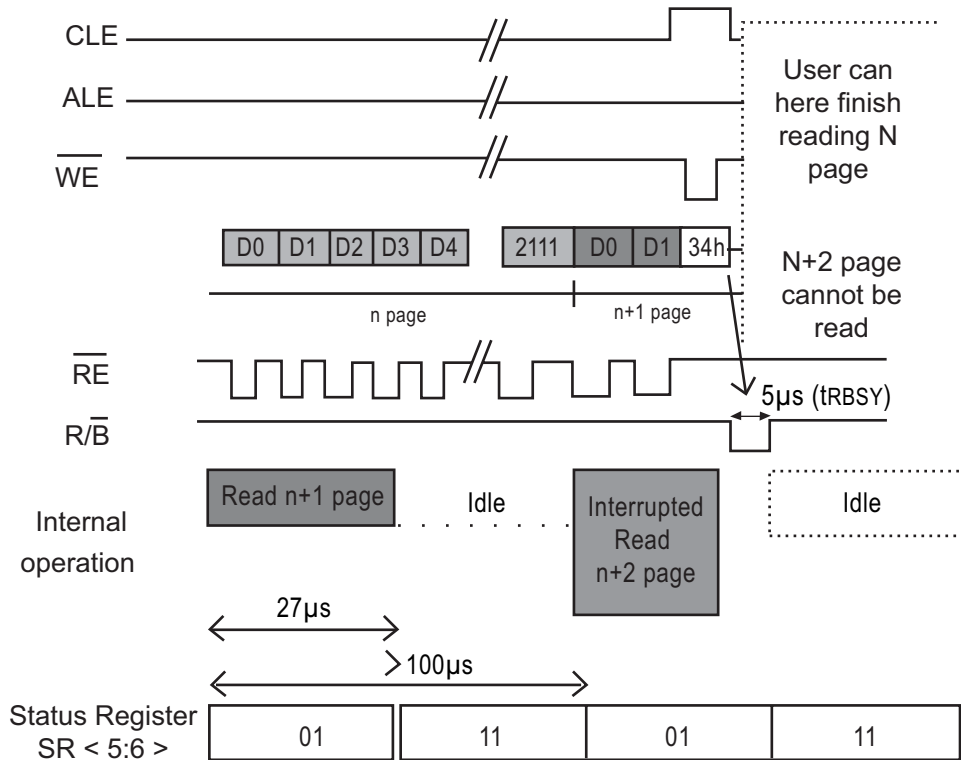 CLE
ALE
WE
User can
here finish
reading N
page
D0 D1 D2 D3 D4 2111 D0 D1 34h
N+2 page
cannot be
read
n page
n+1 page
RE
5μs (tRBSY)
R/B
Internal
operation
Read n+1 page
Idle
Interrupted
Read
n+2 page
Idle
27μs
100μs
Status Register
SR < 5:6 >
01 11 01 11